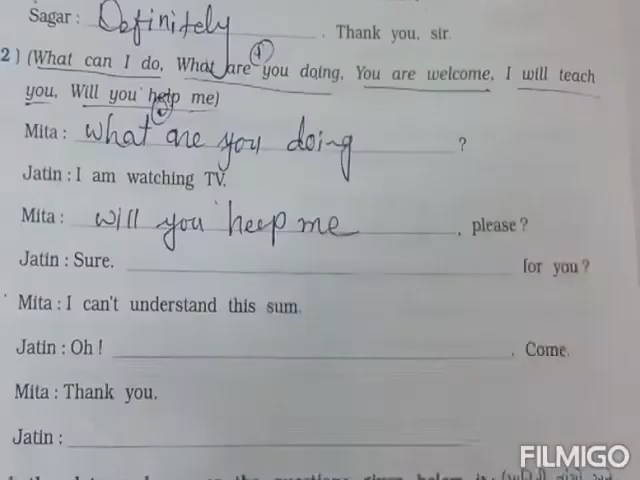 Sagar : Definitely. Thank you, sir.
2 ) (What can I do, What are you doing, You are welcome, I will teach
you, Will you help me)
Mita : What are you doing ?
Jatin : I am watching TV.
Mita : will you heep me, please ?
Jatin : Sure. for you ?
Mita : I can't understand this sum.
Jatin : Oh ! . Come.
Mita : Thank you.
Jatin :
FILMIGO